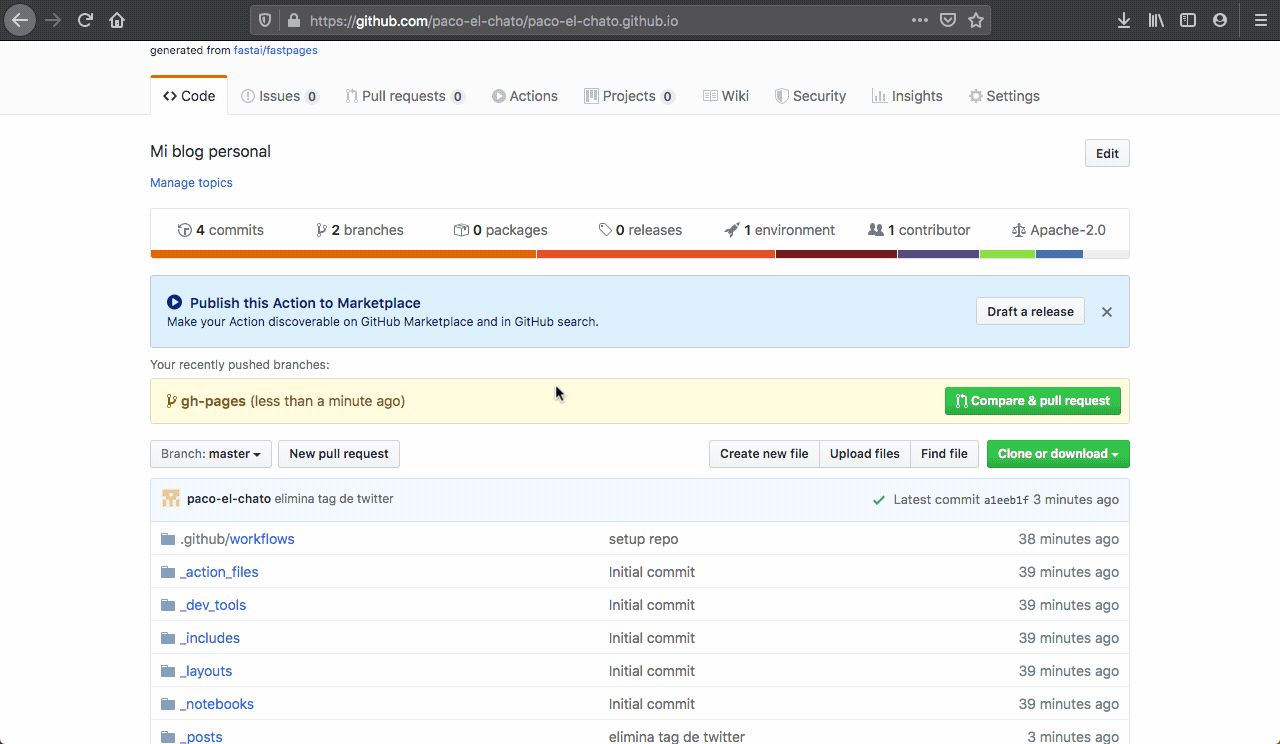 https://github.com/paco-el-chato/paco-el-chato.github.io
generated from fastai/fastpages
Code Issues 0 Pull requests 0 Actions Projects 0 Wiki Security Insights Settings
Mi blog personal Edit
Manage topics
4 commits 2 branches 0 packages 0 releases 1 environment 1 contributor Apache-2.0
Publish this Action to Marketplace
Make your Action discoverable on GitHub Marketplace and in GitHub search.
Draft a release
Your recently pushed branches:
gh-pages (less than a minute ago) Compare & pull request
Branch: master New pull request Create new file Upload files Find file Clone or download
paco-el-chato elimina tag de twitter Latest commit a1eeb1f 3 minutes ago
.github/workflows setup repo 38 minutes ago
_action_files Initial commit 39 minutes ago
_dev_tools Initial commit 39 minutes ago
_includes Initial commit 39 minutes ago
_layouts Initial commit 39 minutes ago
_notebooks Initial commit 39 minutes ago
_posts elimina tag de twitter 3 minutes ago